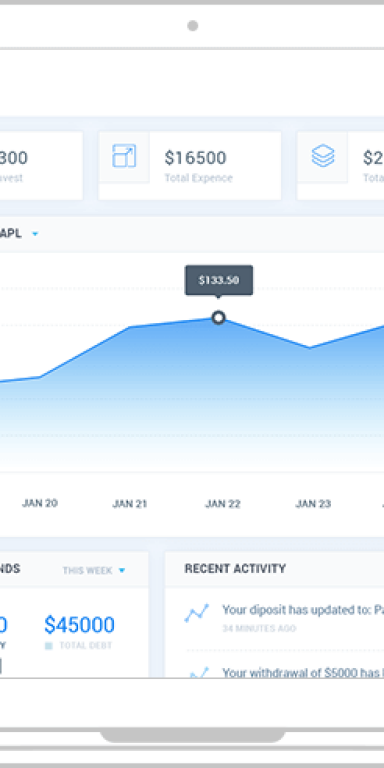 300 $16500 $2
vest Total Expence Tota
APL
$133.50
JAN 20 JAN 21 JAN 22 JAN 23
NDS THIS WEEK RECENT ACTIVITY
0 $45000 Your diposit has updated to: Pa
Y TOTAL DEBT 34 MINUTES AGO
Your withdrawal of $5000 has